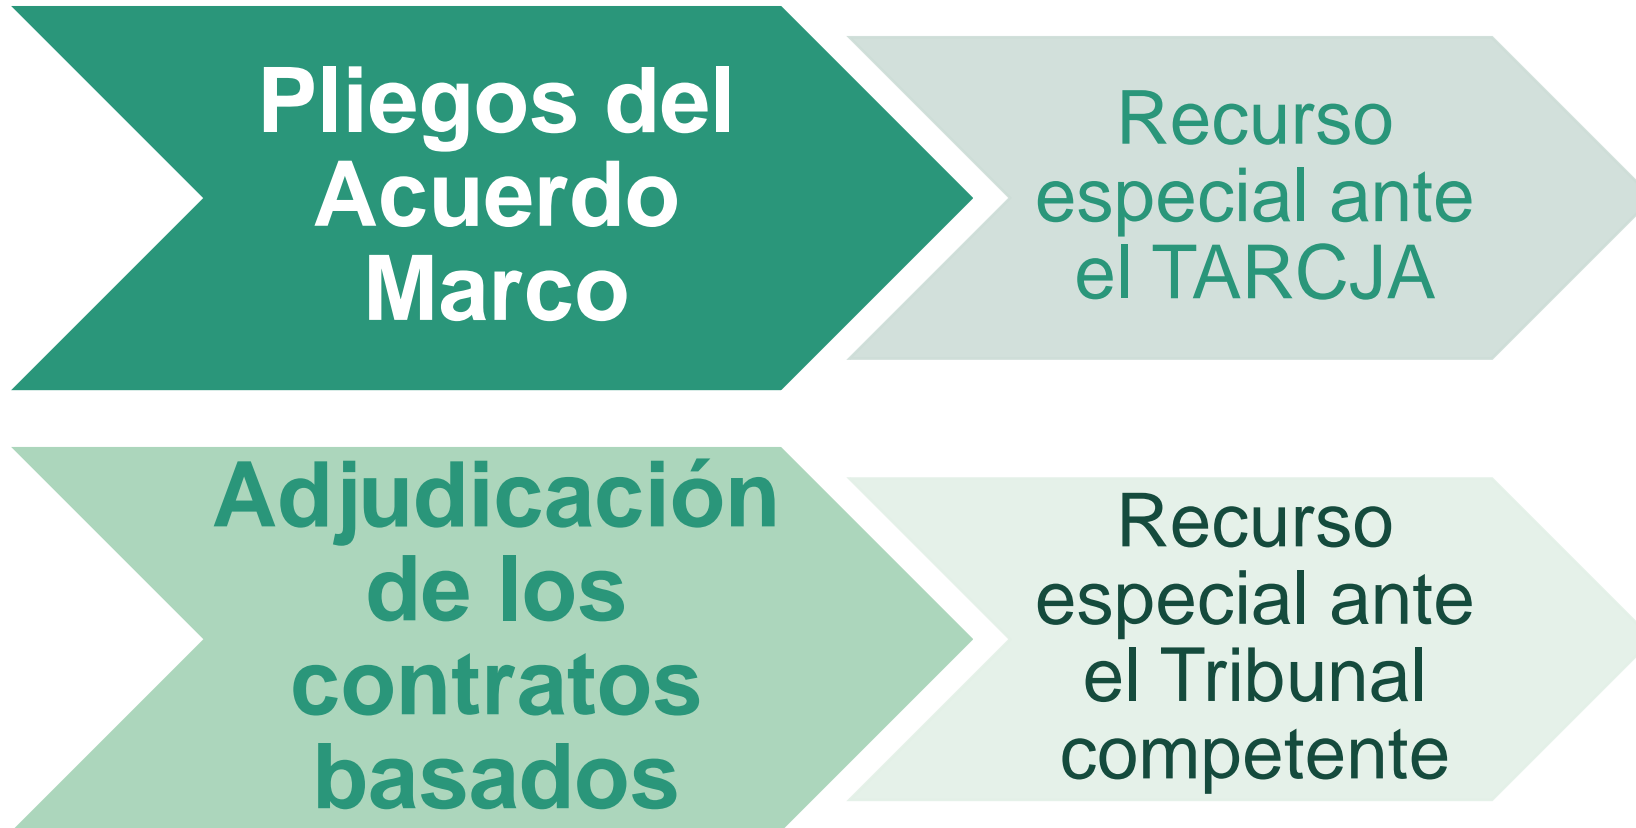 Pliegos del
Acuerdo
Marco
Recurso
especial ante
el TARCJA
Adjudicación
de los
contratos
basados
Recurso
especial ante
el Tribunal
competente